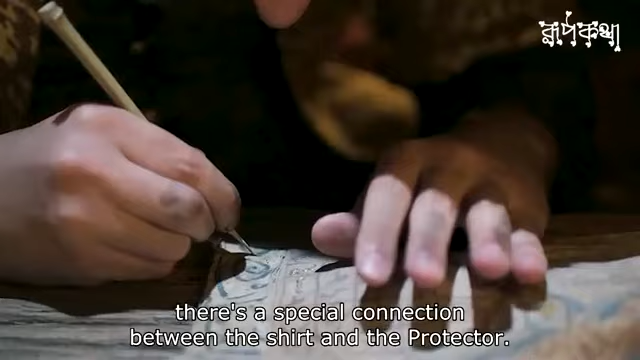 রূপকথা
there's a special connection
between the shirt and the Protector.